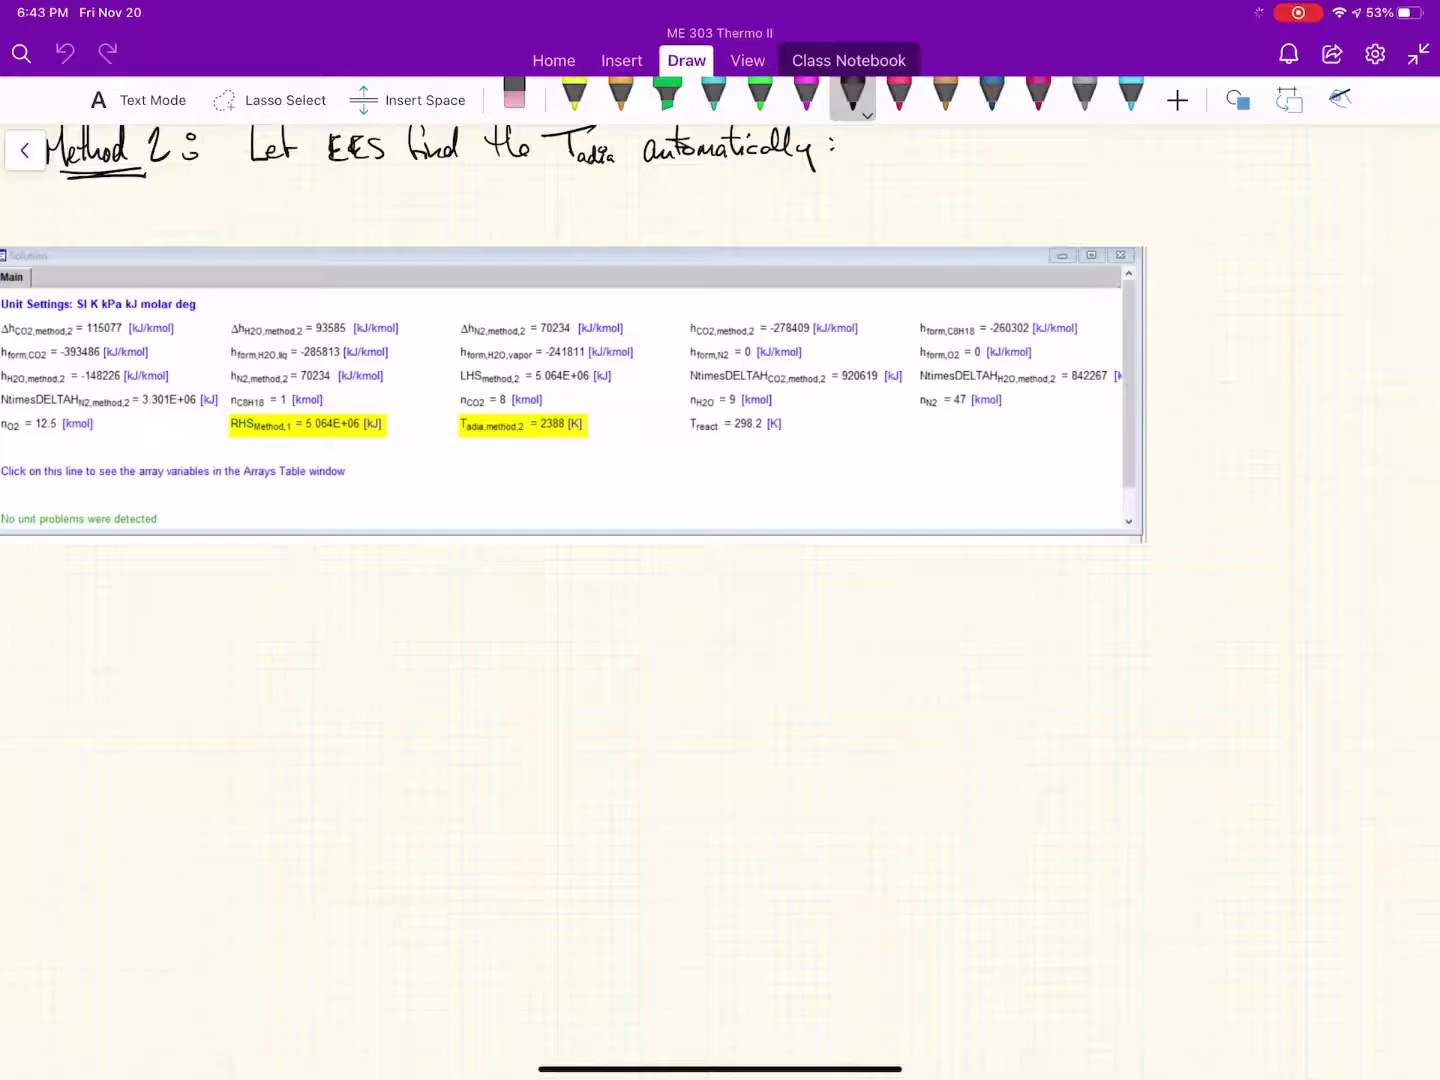 6:43 PM Fri Nov 20
53%
ME 303 Thermo II
Home Insert Draw View Class Notebook
A Text Mode Lasso Select Insert Space
Method 2: Let EES find the Tadia automatically:
Solution
Main
Unit Settings: SI K kPa kJ molar deg
ΔhCO2,method,2 = 115077 [kJ/kmol] ΔhH2O,method,2 = 93585 [kJ/kmol] ΔhN2,method,2 = 70234 [kJ/kmol] hCO2,method,2 = -278409 [kJ/kmol] hform,C8H18 = -260302 [kJ/kmol]
hform,CO2 = -393486 [kJ/kmol] hform,H2O,liq = -285813 [kJ/kmol] hform,H2O,vapor = -241811 [kJ/kmol] hform,N2 = 0 [kJ/kmol] hform,O2 = 0 [kJ/kmol]
hH2O,method,2 = -148226 [kJ/kmol] hN2,method,2 = 70234 [kJ/kmol] LHSmethod,2 = 5.064E+06 [kJ] NtimesDELTAHCO2,method,2 = 920619 [kJ] NtimesDELTAHH2O,method,2 = 842267 [k
NtimesDELTAHN2,method,2 = 3.301E+06 [kJ] nC8H18 = 1 [kmol] nCO2 = 8 [kmol] nH2O = 9 [kmol] nN2 = 47 [kmol]
nO2 = 12.5 [kmol] RHSMethod,1 = 5.064E+06 [kJ] Tadia,method,2 = 2388 [K] Treact = 298.2 [K]
Click on this line to see the array variables in the Arrays Table window
No unit problems were detected.